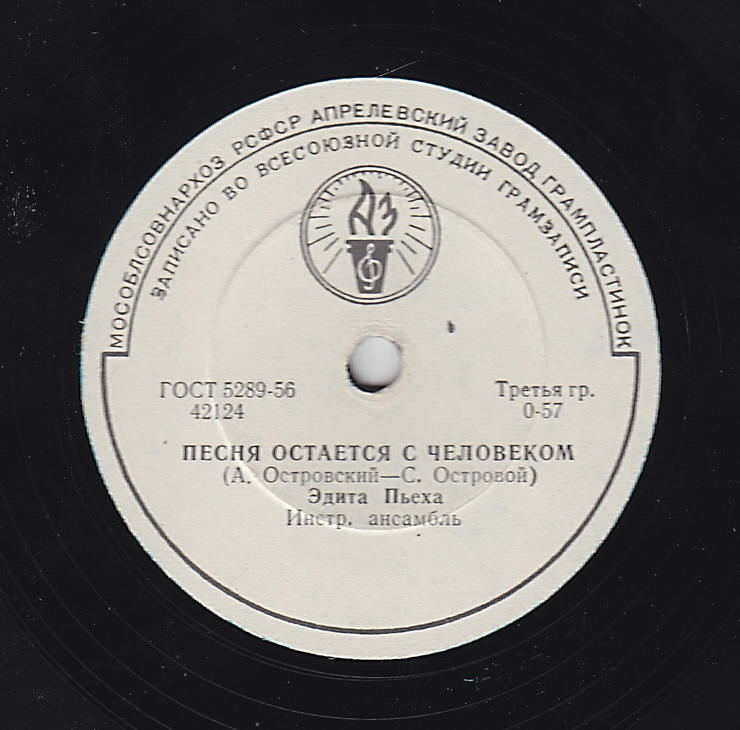 МОСОБЛСОВНАРХОЗ РСФСР АПРЕЛЕВСКИЙ ЗАВОД ГРАМПЛАСТИНОК
ЗАПИСАНО ВО ВСЕСОЮЗНОЙ СТУДИИ ГРАМЗАПИСИ
АЗ
ГОСТ 5289-56
42124
Третья гр.
0-57
ПЕСНЯ ОСТАЕТСЯ С ЧЕЛОВЕКОМ
(А. Островский—С. Островой)
Эдита Пьеха
Инстр. ансамбль